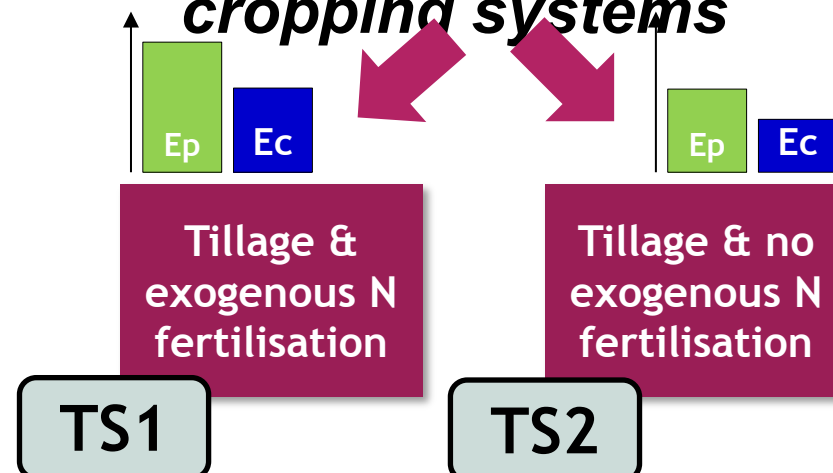 cropping systems
Ep
Ec
Ep
Ec
Tillage &
exogenous N
fertilisation
Tillage & no
exogenous N
fertilisation
TS1
TS2